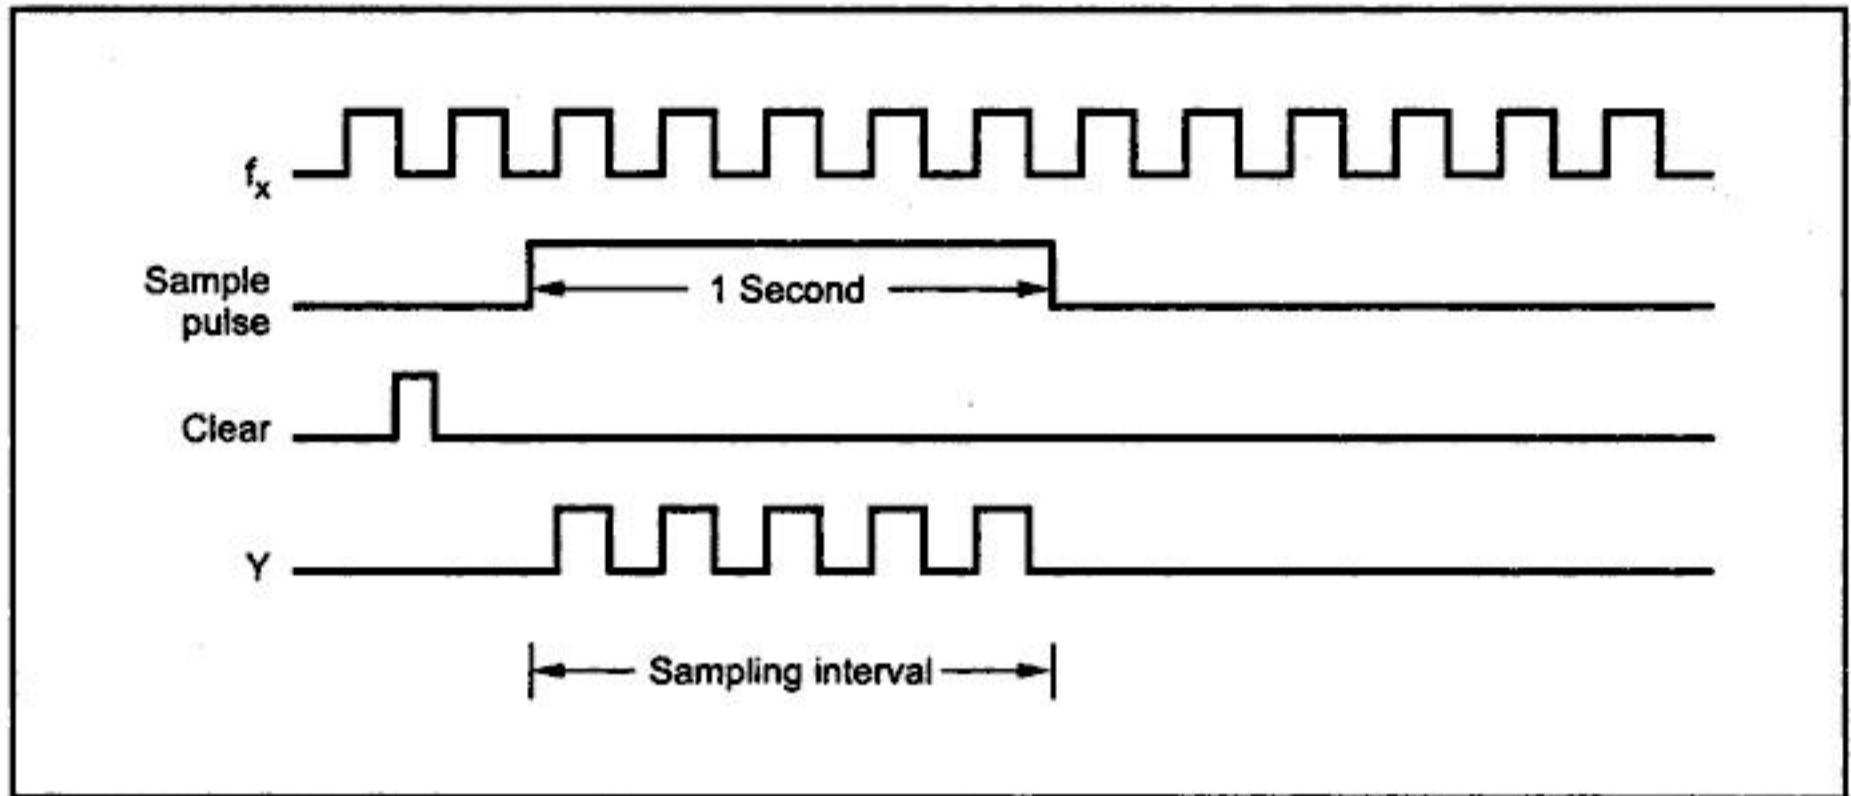 fx
Sample
pulse
1 Second
Clear
Y
Sampling interval